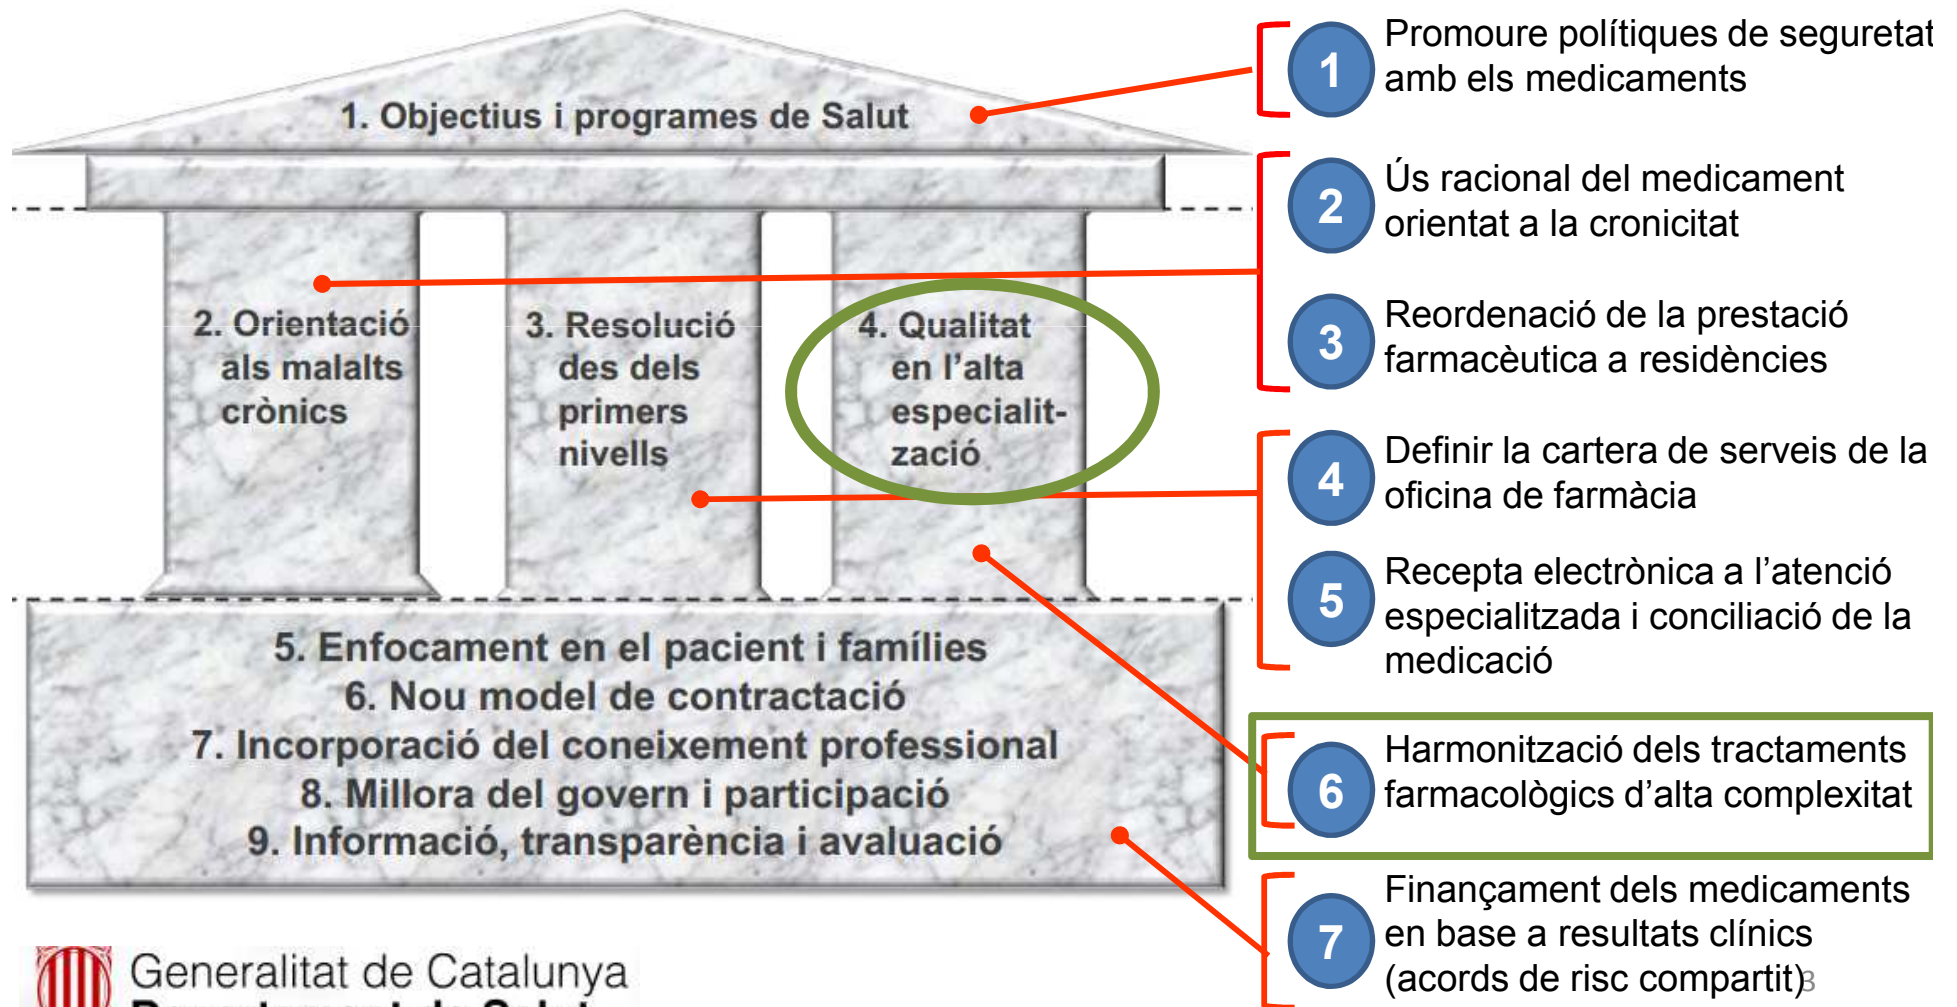 1. Objectius i programes de Salut
2. Orientació
als malalts
crònics
3. Resolució
des dels
primers
nivells
4. Qualitat
en l'alta
especialit-
zació
5. Enfocament en el pacient i famílies
6. Nou model de contractació
7. Incorporació del coneixement professional
8. Millora del govern i participació
9. Informació, transparència i avaluació
1
Promoure polítiques de seguretat
amb els medicaments
2
Ús racional del medicament
orientat a la cronicitat
3
Reordenació de la prestació
farmacèutica a residències
4
Definir la cartera de serveis de la
oficina de farmàcia
5
Recepta electrònica a l'atenció
especialitzada i conciliació de la
medicació
6
Harmonització dels tractaments
farmacològics d'alta complexitat
7
Finançament dels medicaments
en base a resultats clínics
(acords de risc compartit)
3
Generalitat de Catalunya
Departament de Salut